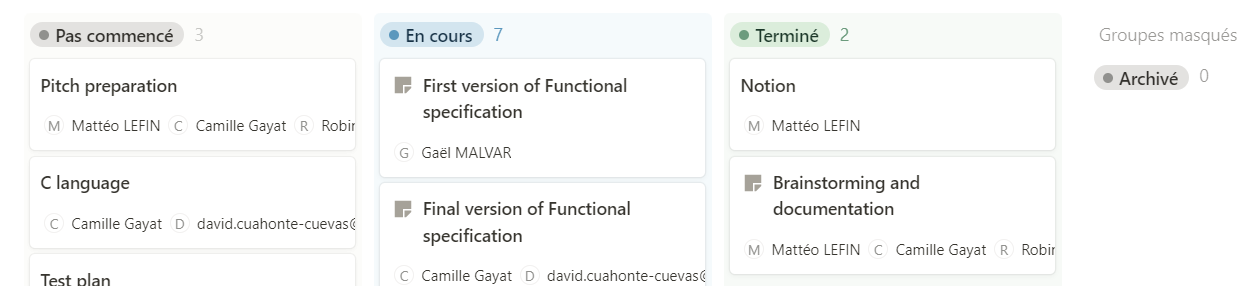 Pas commencé 3
Pitch preparation
M Mattéo LEFIN C Camille Gayat R
C language
C Camille Gayat D david.cuahonte-cuevas@
Test plan
En cours 7
First version of Functional
specification
G Gaël MALVAR
Final version of Functional
specification
C Camille Gayat D david.cuahonte-cuevas@
Terminé 2
Notion
M Mattéo LEFIN
Brainstorming and
documentation
M Mattéo LEFIN C Camille Gayat R
Groupes masqués
Archivé 0